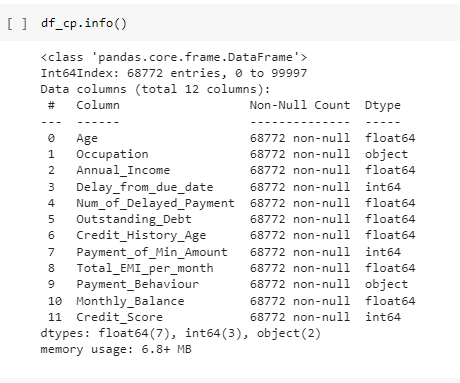 [ ] df_cp.info()
<class 'pandas.core.frame.DataFrame'>
Int64Index: 68772 entries, 0 to 99997
Data columns (total 12 columns):
 #   Column                  Non-Null Count  Dtype
---  ------                  --------------  -----
 0   Age                     68772 non-null  float64
 1   Occupation              68772 non-null  object
 2   Annual_Income           68772 non-null  float64
 3   Delay_from_due_date     68772 non-null  int64
 4   Num_of_Delayed_Payment  68772 non-null  float64
 5   Outstanding_Debt        68772 non-null  float64
 6   Credit_History_Age      68772 non-null  float64
 7   Payment_of_Min_Amount   68772 non-null  int64
 8   Total_EMI_per_month     68772 non-null  float64
 9   Payment_Behaviour       68772 non-null  object
 10  Monthly_Balance         68772 non-null  float64
 11  Credit_Score            68772 non-null  int64
dtypes: float64(7), int64(3), object(2)
memory usage: 6.8+ MB